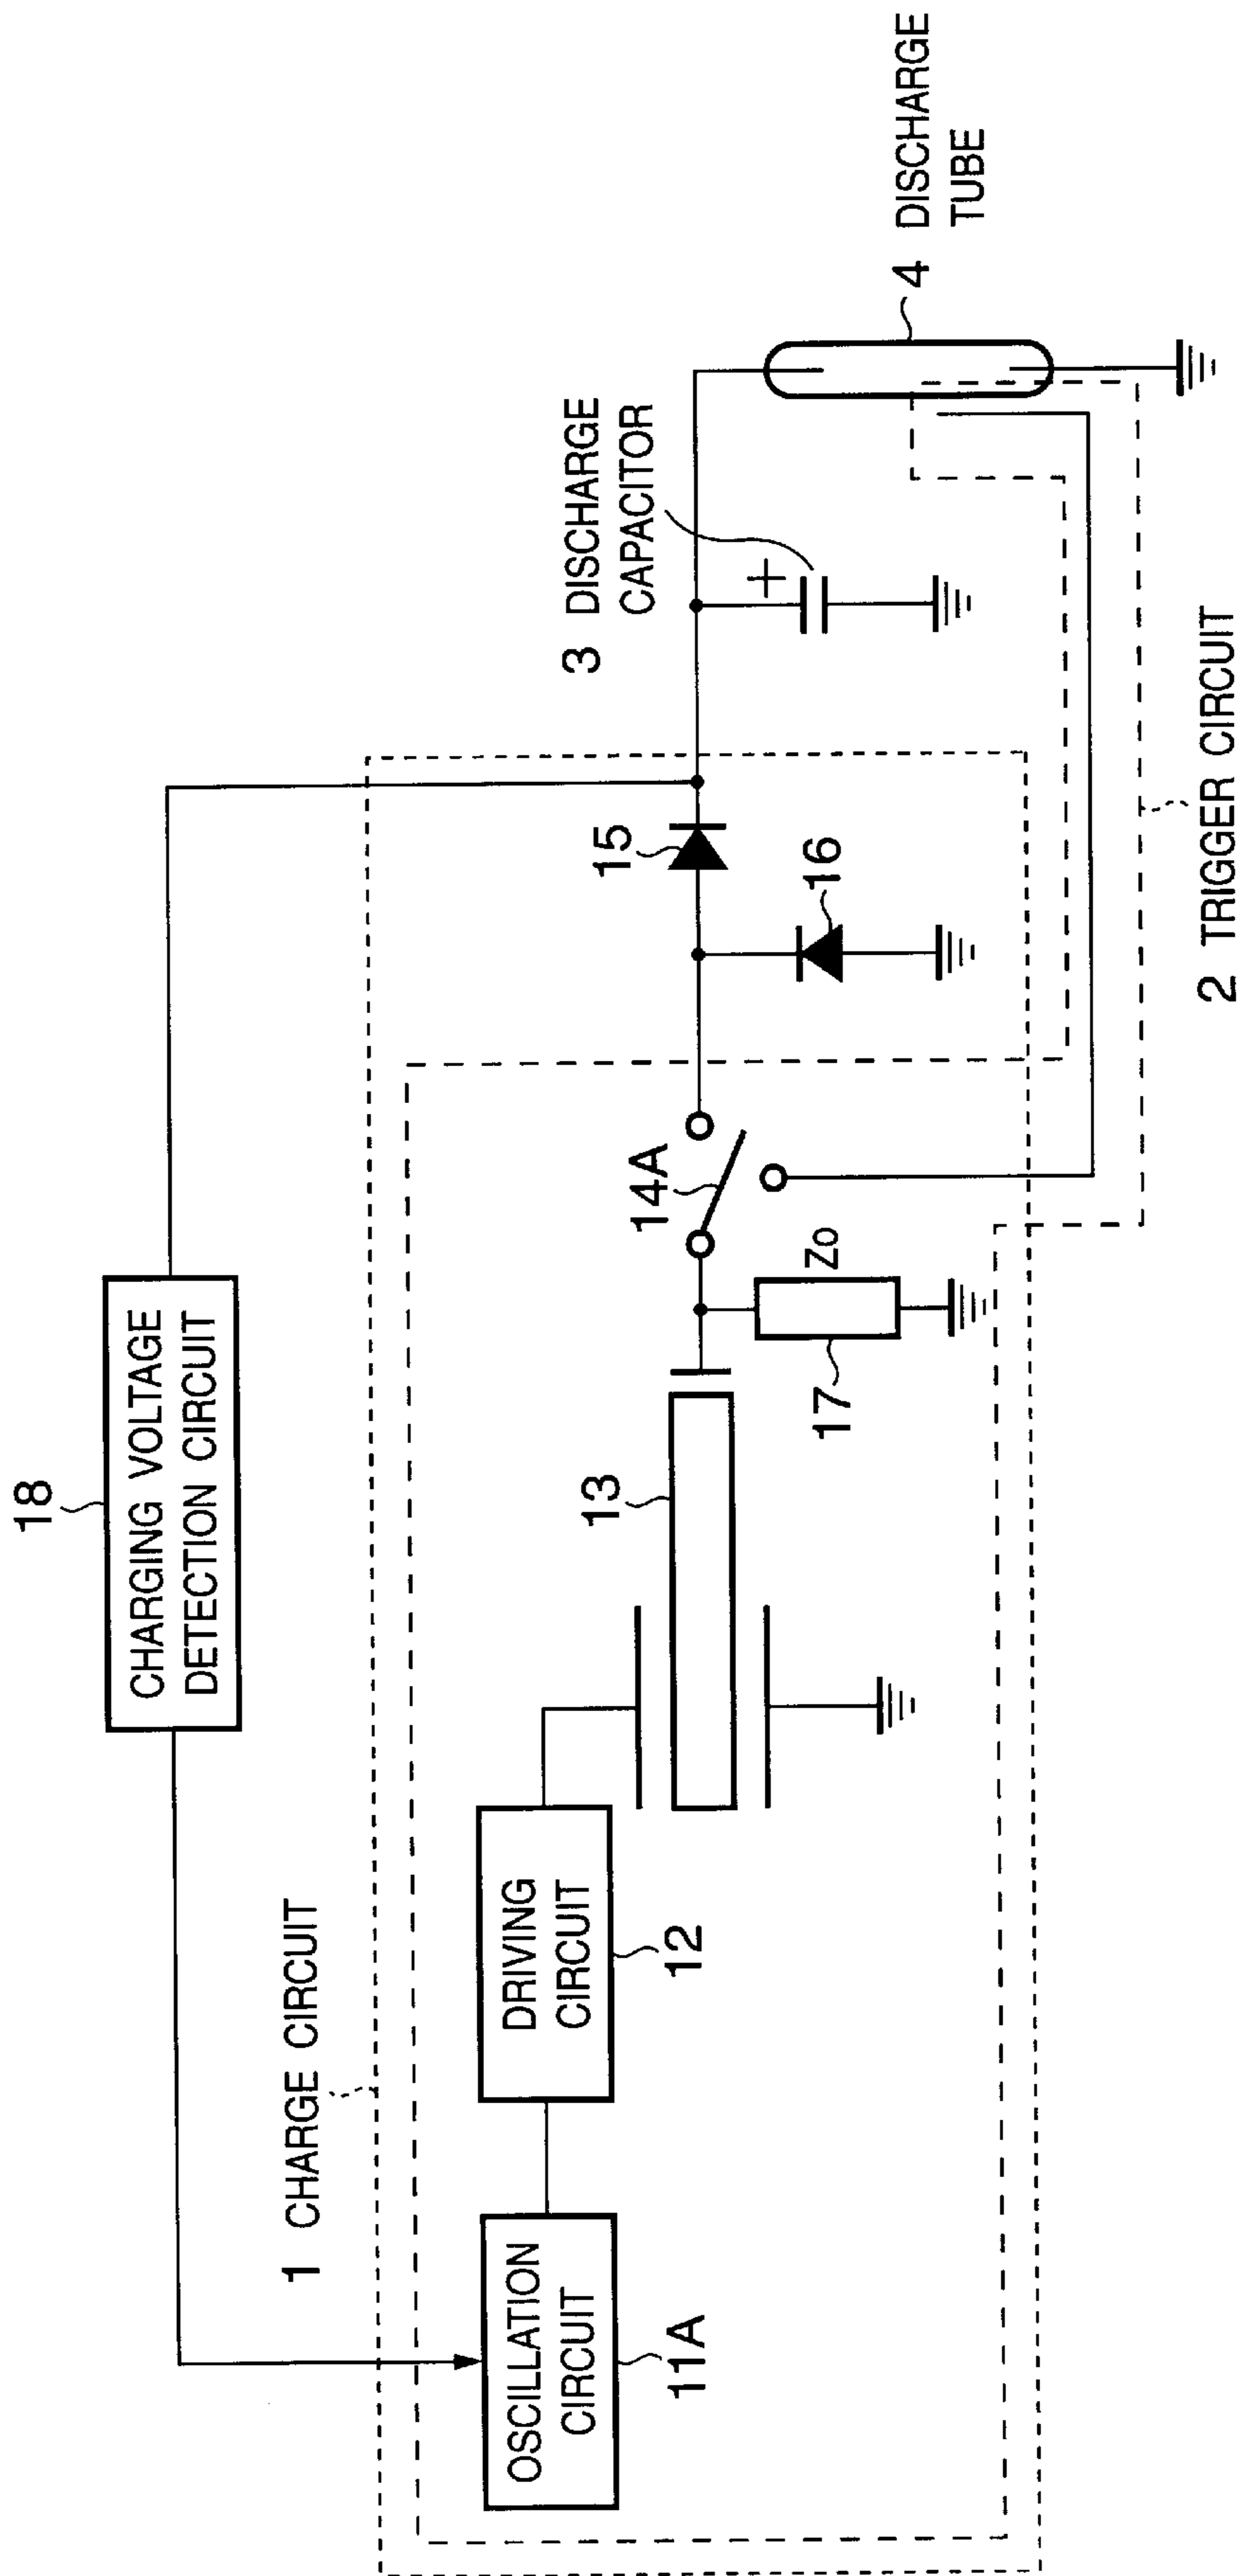 18
CHARGING VOLTAGE
DETECTION CIRCUIT
1 CHARGE CIRCUIT
OSCILLATION
CIRCUIT
11A
DRIVING
CIRCUIT
12
13
17
Zo
14A
15
16
3 DISCHARGE
CAPACITOR
+
4 DISCHARGE
TUBE
2 TRIGGER CIRCUIT